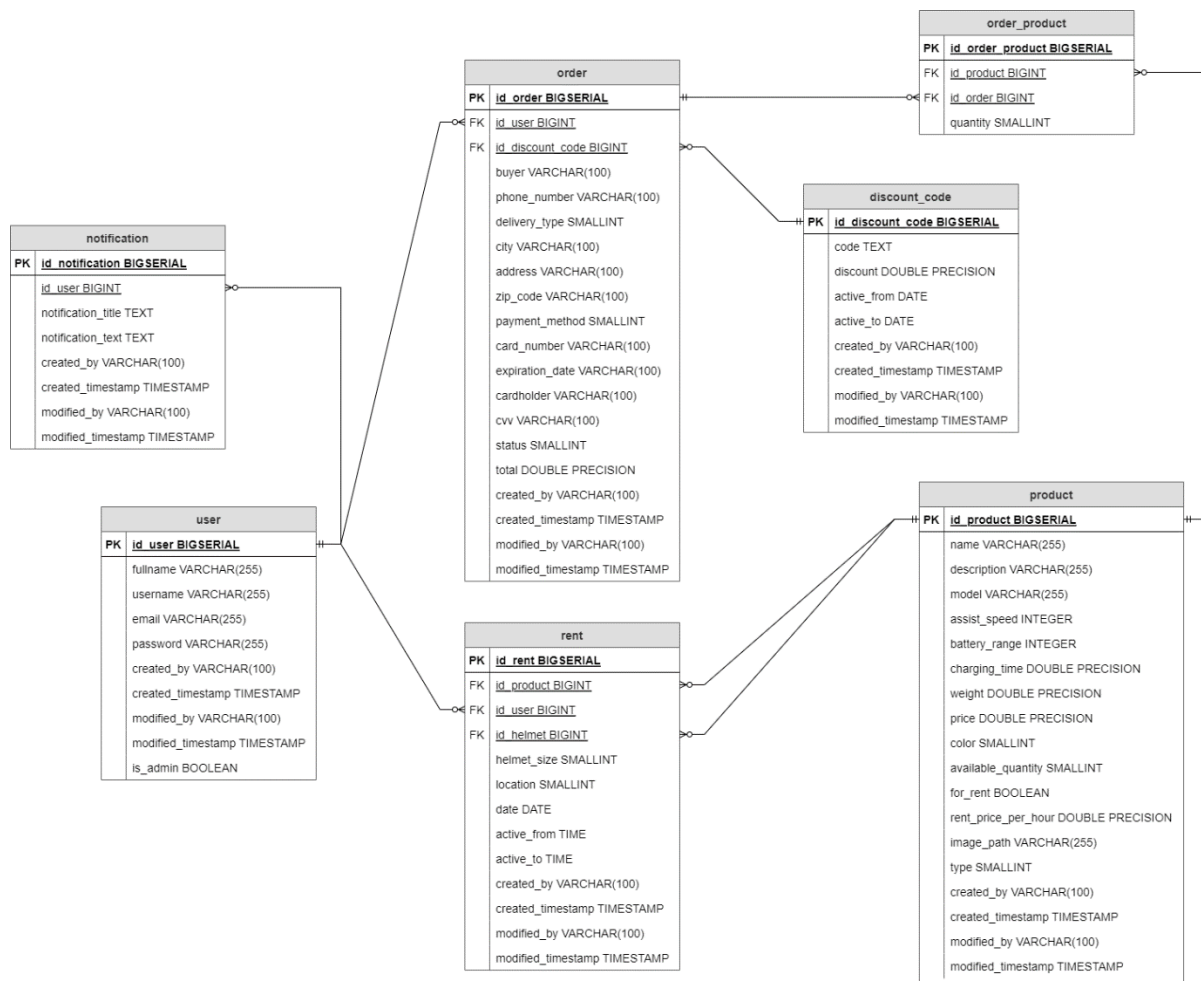 order_product
PK id_order_product BIGSERIAL
FK id_product BIGINT
FK id_order BIGINT
quantity SMALLINT
order
PK id_order BIGSERIAL
FK id_user BIGINT
FK id_discount_code BIGINT
buyer VARCHAR(100)
phone_number VARCHAR(100)
delivery_type SMALLINT
city VARCHAR(100)
address VARCHAR(100)
zip_code VARCHAR(100)
payment_method SMALLINT
card_number VARCHAR(100)
expiration_date VARCHAR(100)
cardholder VARCHAR(100)
cvv VARCHAR(100)
status SMALLINT
total DOUBLE PRECISION
created_by VARCHAR(100)
created_timestamp TIMESTAMP
modified_by VARCHAR(100)
modified_timestamp TIMESTAMP
discount_code
PK id_discount_code BIGSERIAL
code TEXT
discount DOUBLE PRECISION
active_from DATE
active_to DATE
created_by VARCHAR(100)
created_timestamp TIMESTAMP
modified_by VARCHAR(100)
modified_timestamp TIMESTAMP
notification
PK id_notification BIGSERIAL
id_user BIGINT
notification_title TEXT
notification_text TEXT
created_by VARCHAR(100)
created_timestamp TIMESTAMP
modified_by VARCHAR(100)
modified_timestamp TIMESTAMP
user
PK id_user BIGSERIAL
fullname VARCHAR(255)
username VARCHAR(255)
email VARCHAR(255)
password VARCHAR(255)
created_by VARCHAR(100)
created_timestamp TIMESTAMP
modified_by VARCHAR(100)
modified_timestamp TIMESTAMP
is_admin BOOLEAN
rent
PK id_rent BIGSERIAL
FK id_product BIGINT
FK id_user BIGINT
FK id_helmet BIGINT
helmet_size SMALLINT
location SMALLINT
date DATE
active_from TIME
active_to TIME
created_by VARCHAR(100)
created_timestamp TIMESTAMP
modified_by VARCHAR(100)
modified_timestamp TIMESTAMP
product
PK id_product BIGSERIAL
name VARCHAR(255)
description VARCHAR(255)
model VARCHAR(255)
assist_speed INTEGER
battery_range INTEGER
charging_time DOUBLE PRECISION
weight DOUBLE PRECISION
price DOUBLE PRECISION
color SMALLINT
available_quantity SMALLINT
for_rent BOOLEAN
rent_price_per_hour DOUBLE PRECISION
image_path VARCHAR(255)
type SMALLINT
created_by VARCHAR(100)
created_timestamp TIMESTAMP
modified_by VARCHAR(100)
modified_timestamp TIMESTAMP